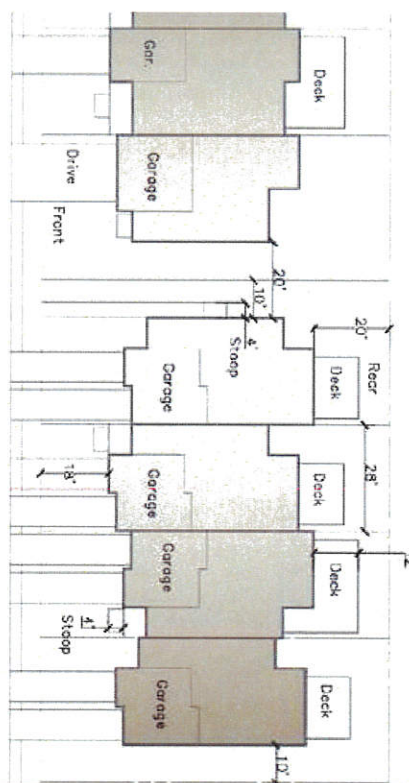 Deck
Gar.
Garage
Drive
Front
20'
10'
4'
Stoop
20'
Rear
Deck
Garage
28'
Deck
18'
Garage
Deck
Garage
4'
Stoop
Deck
Garage
10'